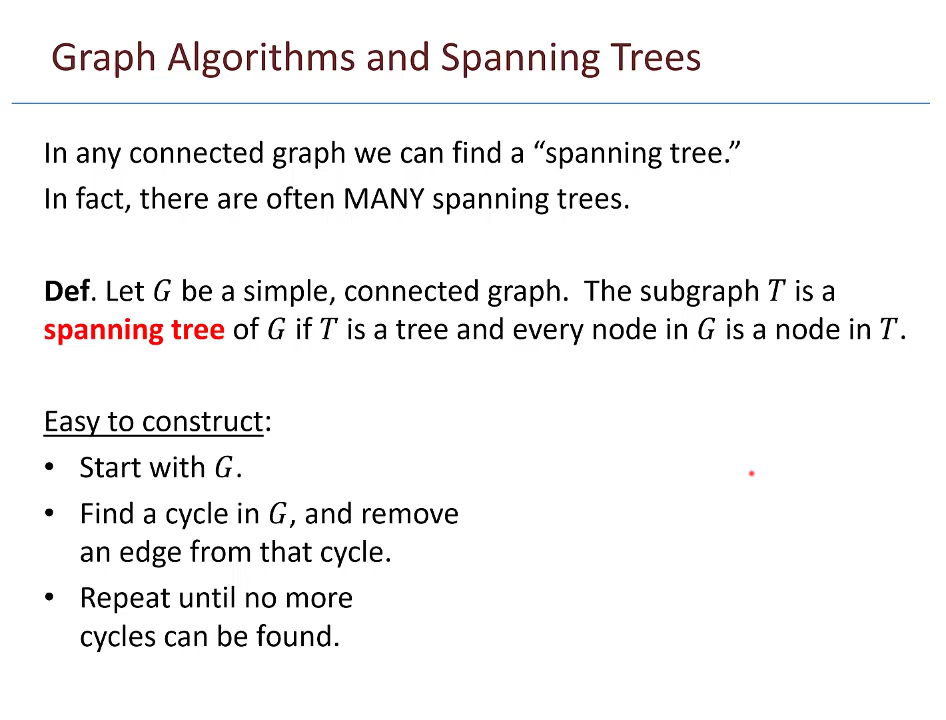 Graph Algorithms and Spanning Trees
In any connected graph we can find a “spanning tree.”
In fact, there are often MANY spanning trees.
Def. Let 𝐺 be a simple, connected graph. The subgraph 𝑇 is a
spanning tree of 𝐺 if 𝑇 is a tree and every node in 𝐺 is a node in 𝑇.
Easy to construct:
• Start with 𝐺.
• Find a cycle in 𝐺, and remove
an edge from that cycle.
• Repeat until no more
cycles can be found.